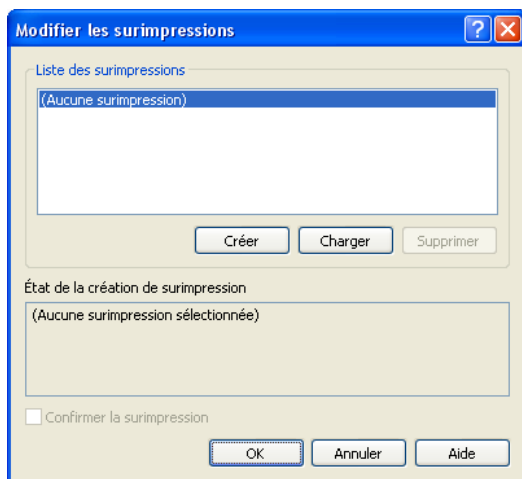 Modifier les surimpressions
Liste des surimpressions
(Aucune surimpression)
Créer Charger Supprimer
État de la création de surimpression
(Aucune surimpression sélectionnée)
Confirmer la surimpression
OK Annuler Aide